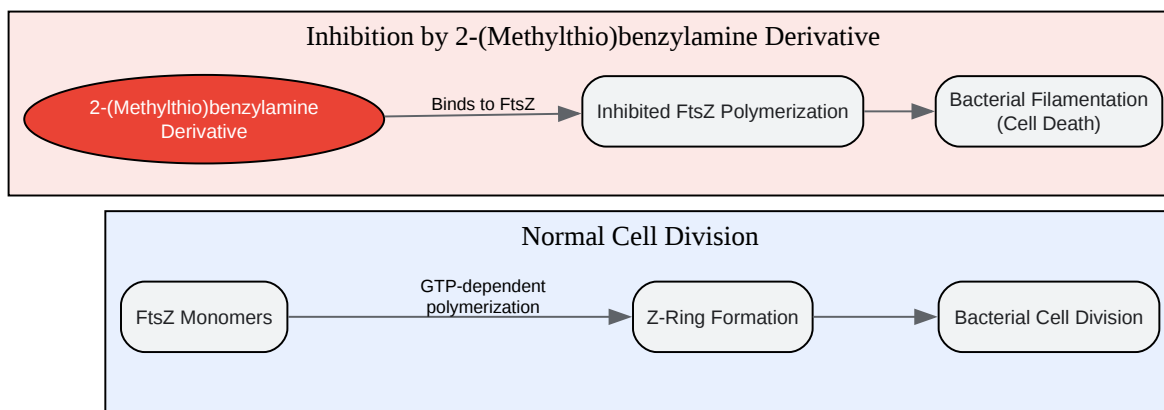 Inhibition by 2-(Methylthio)benzylamine Derivative
2-(Methylthio)benzylamine
Derivative
Binds to FtsZ
Inhibited FtsZ Polymerization
Bacterial Filamentation
(Cell Death)
Normal Cell Division
FtsZ Monomers
GTP-dependent
polymerization
Z-Ring Formation
Bacterial Cell Division